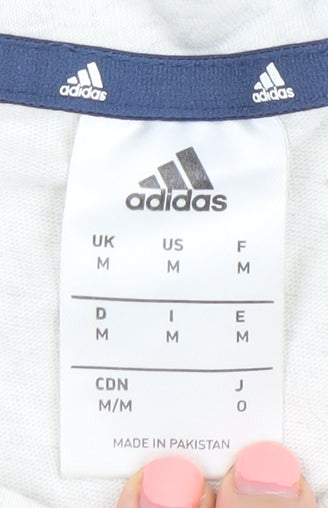 adidas adidas
adidas
UK US F
M M M
D I E
M M M
CDN J
M/M O
MADE IN PAKISTAN